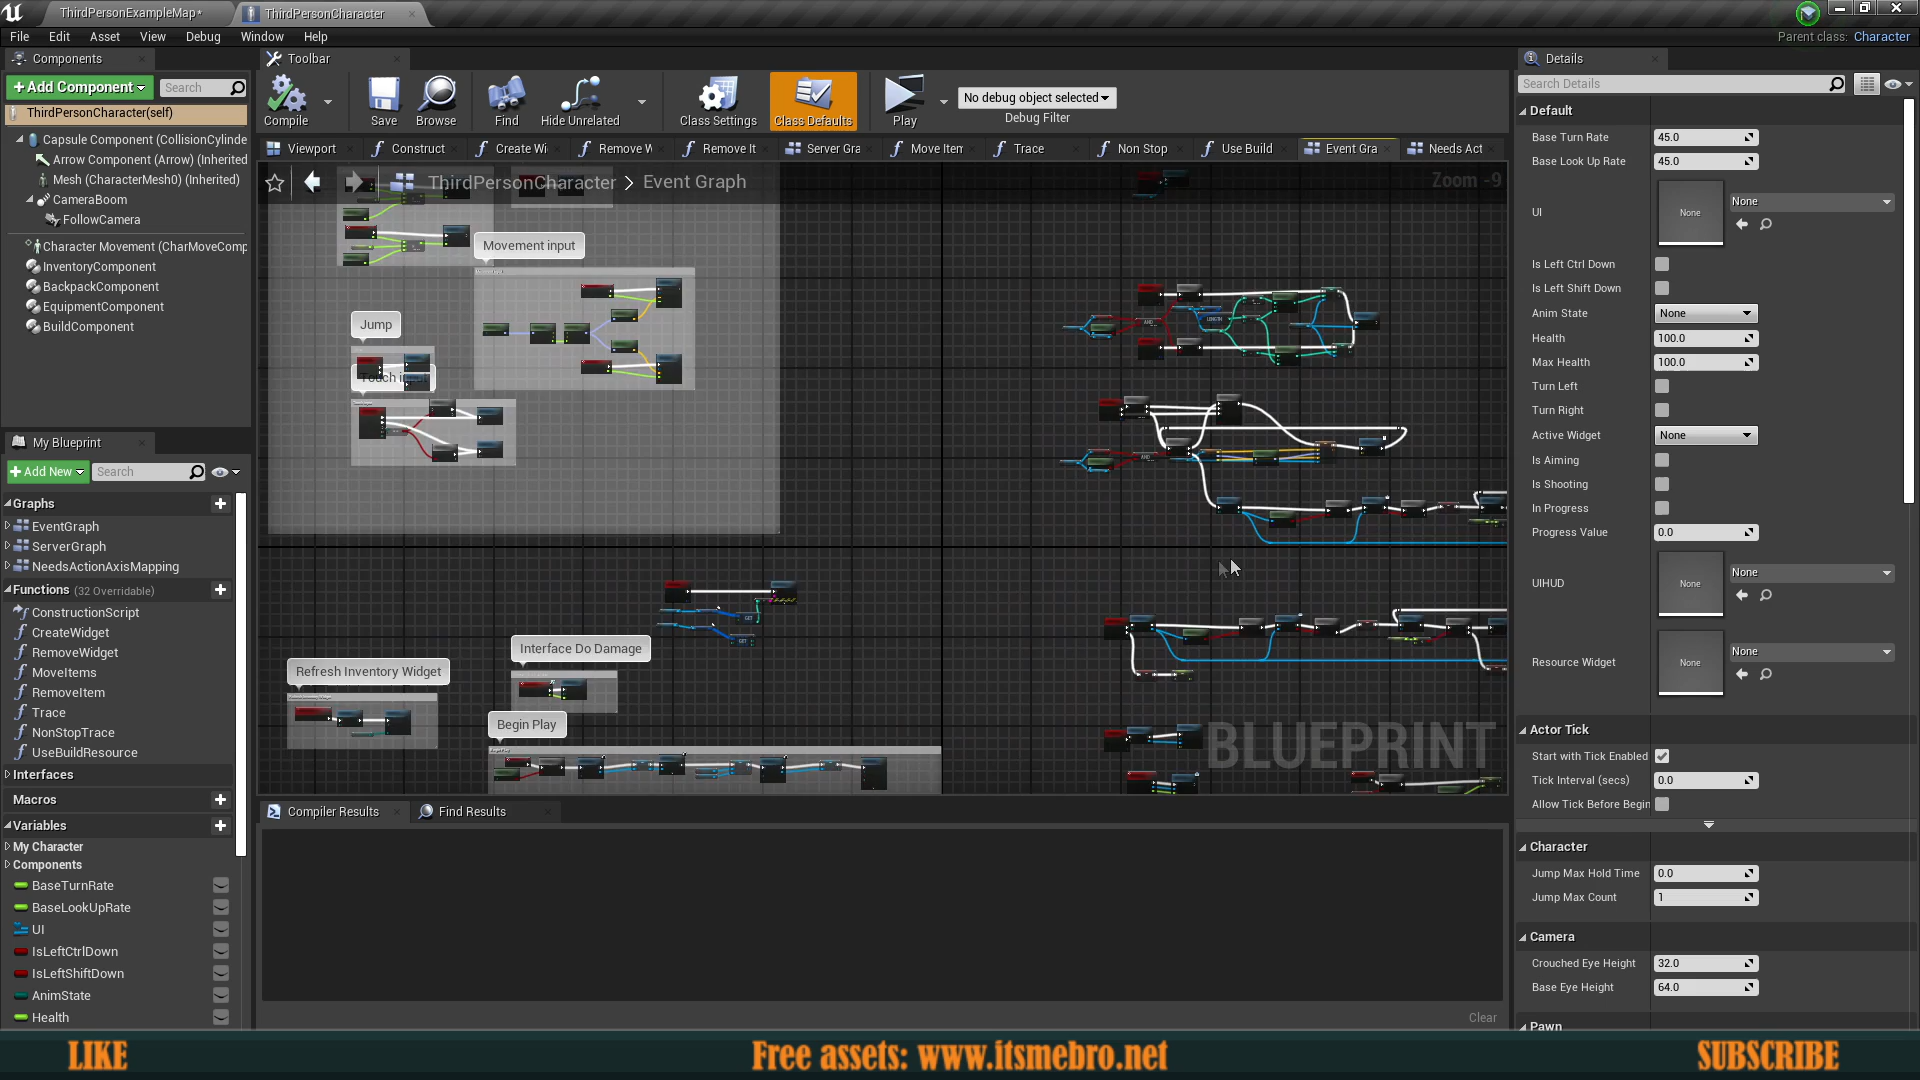 ThirdPersonExampleMap*
ThirdPersonCharacter
File Edit Asset View Debug Window Help
Parent class: Character
Components
Toolbar
Details
+Add Component
Search
ThirdPersonCharacter(self)
Capsule Component (CollisionCylinde
Arrow Component (Arrow) (Inherited
Mesh (CharacterMesh0) (Inherited)
CameraBoom
FollowCamera
Character Movement (CharMoveComp
InventoryComponent
BackpackComponent
EquipmentComponent
BuildComponent
Compile
Save
Browse
Find
Hide Unrelated
Class Settings
Class Defaults
Play
No debug object selected
Debug Filter
Viewport
Construct
Create Wi
Remove W
Remove It
Server Gra
Move Iten
Trace
Non Stop
Use Build
Event Gra
Needs Act
ThirdPersonCharacter > Event Graph
Zoom -9
Movement input
Jump
Touch in
Interface Do Damage
Refresh Inventory Widget
Begin Play
BLUEPRINT
My Blueprint
+Add New
Search
Graphs
EventGraph
ServerGraph
NeedsActionAxisMapping
Functions (32 Overridable)
ConstructionScript
CreateWidget
RemoveWidget
MoveItems
RemoveItem
Trace
NonStopTrace
UseBuildResource
Interfaces
Macros
Variables
My Character
Components
BaseTurnRate
BaseLookUpRate
UI
IsLeftCtrlDown
IsLeftShiftDown
AnimState
Health
Compiler Results
Find Results
Clear
Search Details
Default
Base Turn Rate 45.0
Base Look Up Rate 45.0
UI None None
Is Left Ctrl Down
Is Left Shift Down
Anim State None
Health 100.0
Max Health 100.0
Turn Left
Turn Right
Active Widget None
Is Aiming
Is Shooting
In Progress
Progress Value 0.0
UIHUD None None
Resource Widget None None
Actor Tick
Start with Tick Enabled
Tick Interval (secs) 0.0
Allow Tick Before Begin
Character
Jump Max Hold Time 0.0
Jump Max Count 1
Camera
Crouched Eye Height 32.0
Base Eye Height 64.0
Pawn
LIKE
Free assets: www.itsmebro.net
SUBSCRIBE